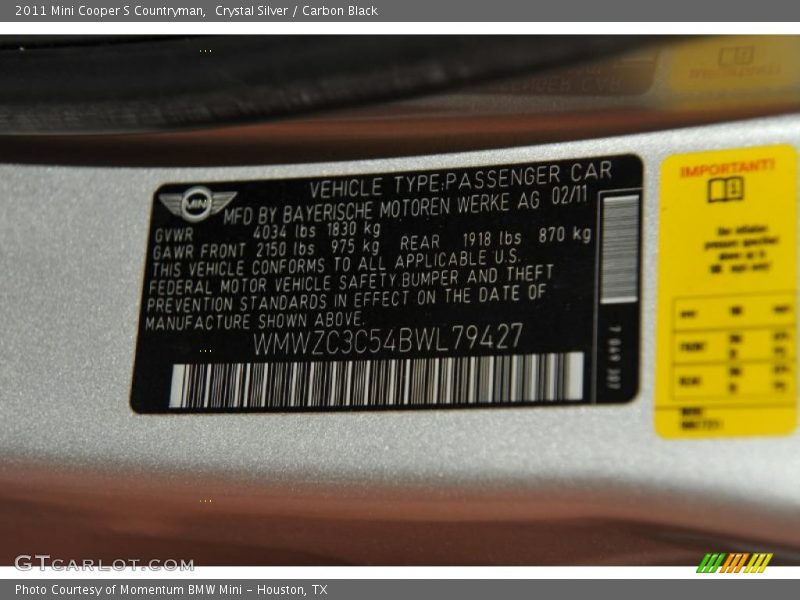 2011 Mini Cooper S Countryman, Crystal Silver / Carbon Black
MINI
VEHICLE TYPE:PASSENGER CAR
MFD BY BAYERISCHE MOTOREN WERKE AG 02/11
GVWR 4034 lbs 1830 kg
GAWR FRONT 2150 lbs 975 kg REAR 1918 lbs 870 kg
THIS VEHICLE CONFORMS TO ALL APPLICABLE U.S.
FEDERAL MOTOR VEHICLE SAFETY,BUMPER AND THEFT
PREVENTION STANDARDS IN EFFECT ON THE DATE OF
MANUFACTURE SHOWN ABOVE.
WMWZC3C54BWL79427
IMPORTANT!
GTCARLOT.COM
Photo Courtesy of Momentum BMW Mini - Houston, TX